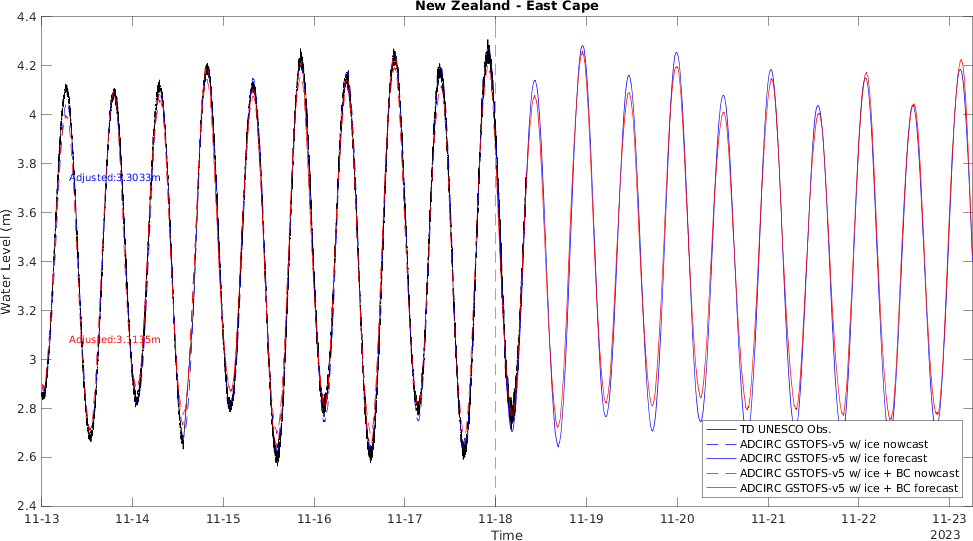 New Zealand - East Cape
4.4
4.2
4
3.8
3.6
3.4
3.2
3
2.8
2.6
2.4
Water Level (m)
Adjusted:3.3033m
Adjusted:3.1135m
TD UNESCO Obs.
ADCIRC GSTOFS-v5 w/ ice nowcast
ADCIRC GSTOFS-v5 w/ ice forecast
ADCIRC GSTOFS-v5 w/ ice + BC nowcast
ADCIRC GSTOFS-v5 w/ ice + BC forecast
11-13 11-14 11-15 11-16 11-17 11-18 11-19 11-20 11-21 11-22 11-23
Time 2023